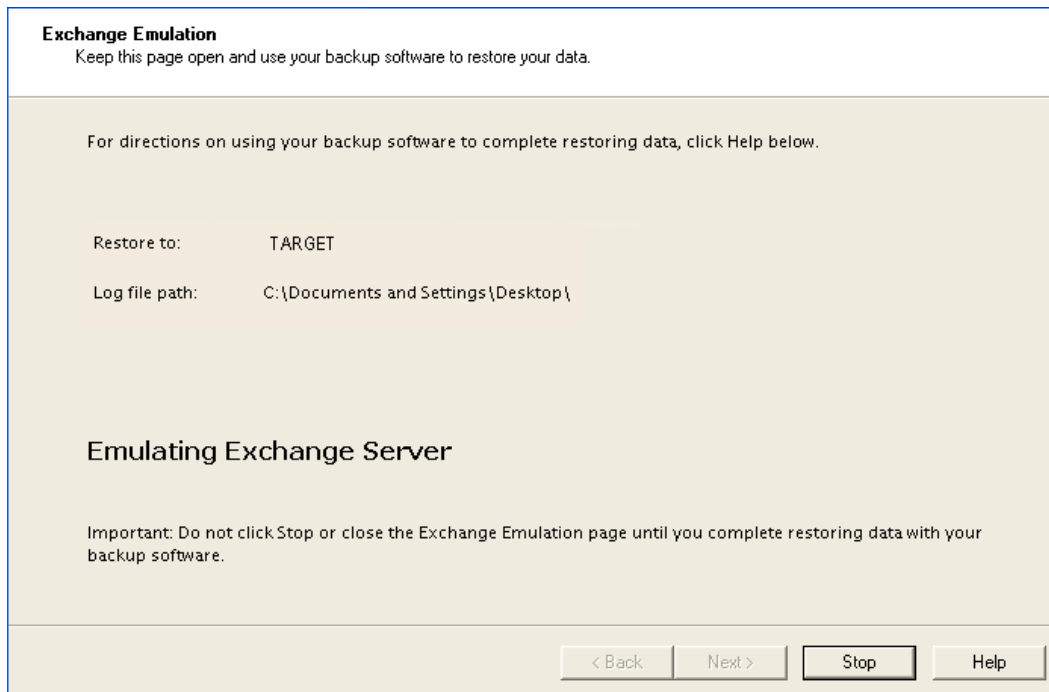 Exchange Emulation
Keep this page open and use your backup software to restore your data.
For directions on using your backup software to complete restoring data, click Help below.
Restore to: TARGET
Log file path: C:\Documents and Settings\Desktop\
Emulating Exchange Server
Important: Do not click Stop or close the Exchange Emulation page until you complete restoring data with your
backup software.
< Back Next > Stop Help